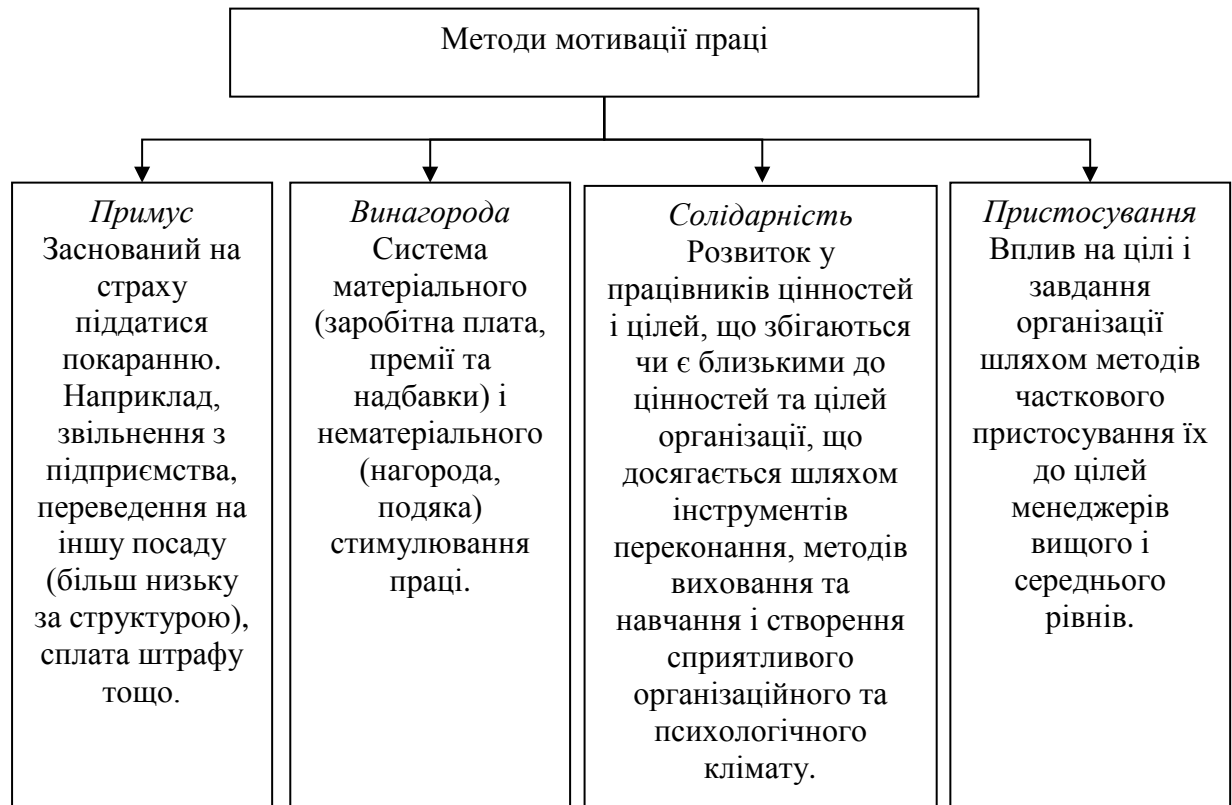 Методи мотивації праці
Примус
Заснований на
страху
піддатися
покаранню.
Наприклад,
звільнення з
підприємства,
переведення на
іншу посаду
(більш низьку
за структурою),
сплата штрафу
тощо.
Винагорода
Система
матеріального
(заробітна плата,
премії та
надбавки) і
нематеріального
(нагорода,
подяка)
стимулювання
праці.
Солідарність
Розвиток у
працівників цінностей
і цілей, що збігаються
чи є близькими до
цінностей та цілей
організації, що
досягається шляхом
інструментів
переконання, методів
виховання та
навчання і створення
сприятливого
організаційного та
психологічного
клімату.
Пристосування
Вплив на цілі і
завдання
організації
шляхом методів
часткового
пристосування їх
до цілей
менеджерів
вищого і
середнього
рівнів.